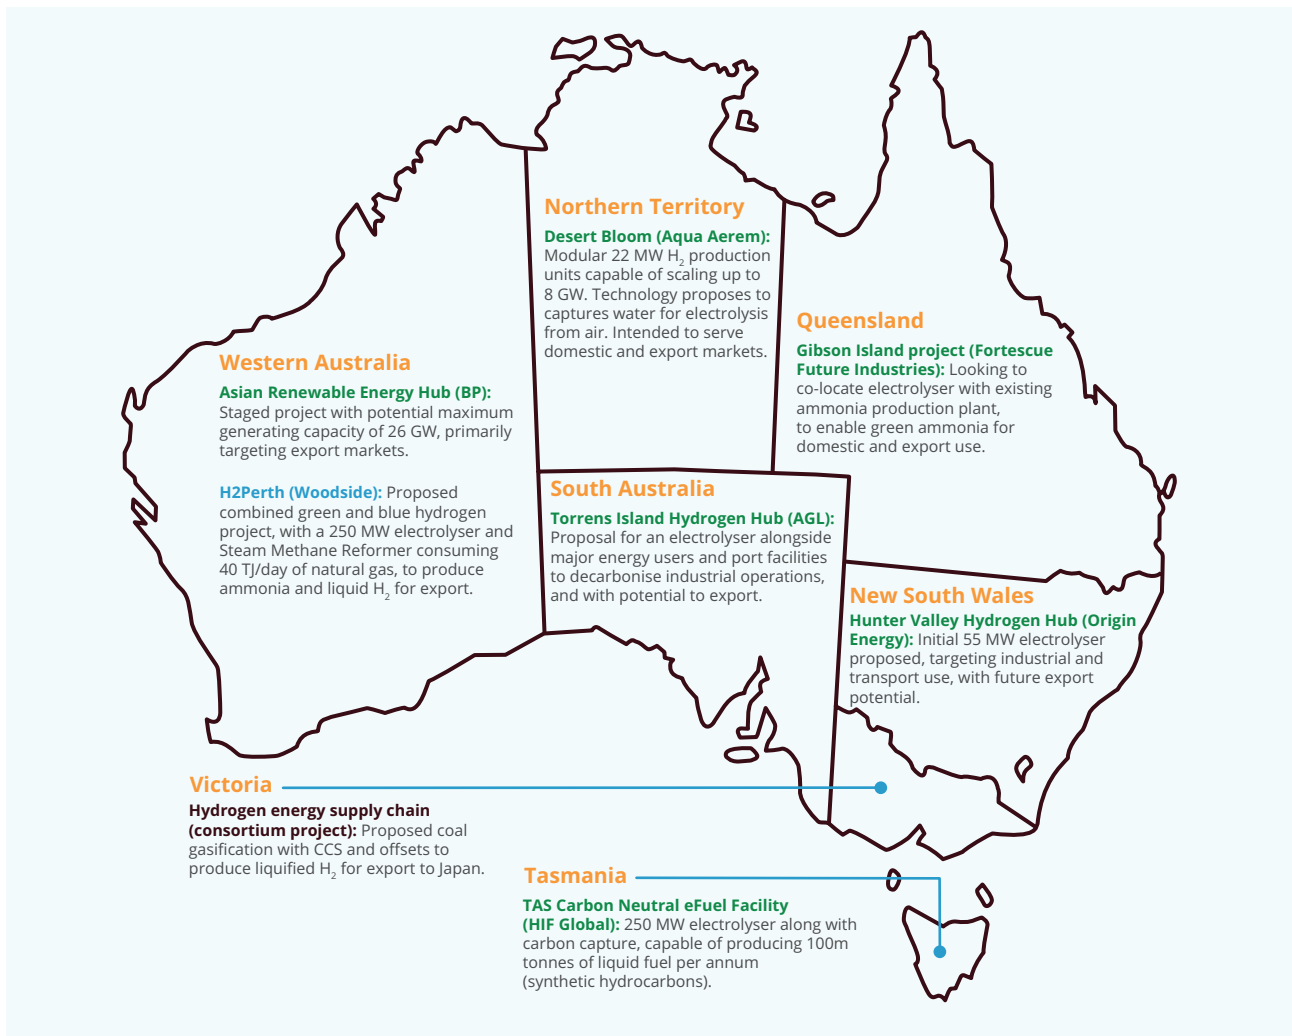 Northern Territory
Desert Bloom (Aqua Aerem):
Modular 22 MW H₂ production
units capable of scaling up to
8 GW. Technology proposes to
captures water for electrolysis
from air. Intended to serve
domestic and export markets.
Queensland
Gibson Island project (Fortescue
Future Industries): Looking to
co-locate electrolyser with existing
ammonia production plant,
to enable green ammonia for
domestic and export use.
Western Australia
Asian Renewable Energy Hub (BP):
Staged project with potential maximum
generating capacity of 26 GW, primarily
targeting export markets.
H2Perth (Woodside): Proposed
combined green and blue hydrogen
project, with a 250 MW electrolyser and
Steam Methane Reformer consuming
40 TJ/day of natural gas, to produce
ammonia and liquid H₂ for export.
South Australia
Torrens Island Hydrogen Hub (AGL):
Proposal for an electrolyser alongside
major energy users and port facilities
to decarbonise industrial operations,
and with potential to export.
New South Wales
Hunter Valley Hydrogen Hub (Origin
Energy): Initial 55 MW electrolyser
proposed, targeting industrial and
transport use, with future export
potential.
Victoria
Hydrogen energy supply chain
(consortium project): Proposed coal
gasification with CCS and offsets to
produce liquified H₂ for export to Japan.
Tasmania
TAS Carbon Neutral eFuel Facility
(HIF Global): 250 MW electrolyser along with
carbon capture, capable of producing 100m
tonnes of liquid fuel per annum
(synthetic hydrocarbons).